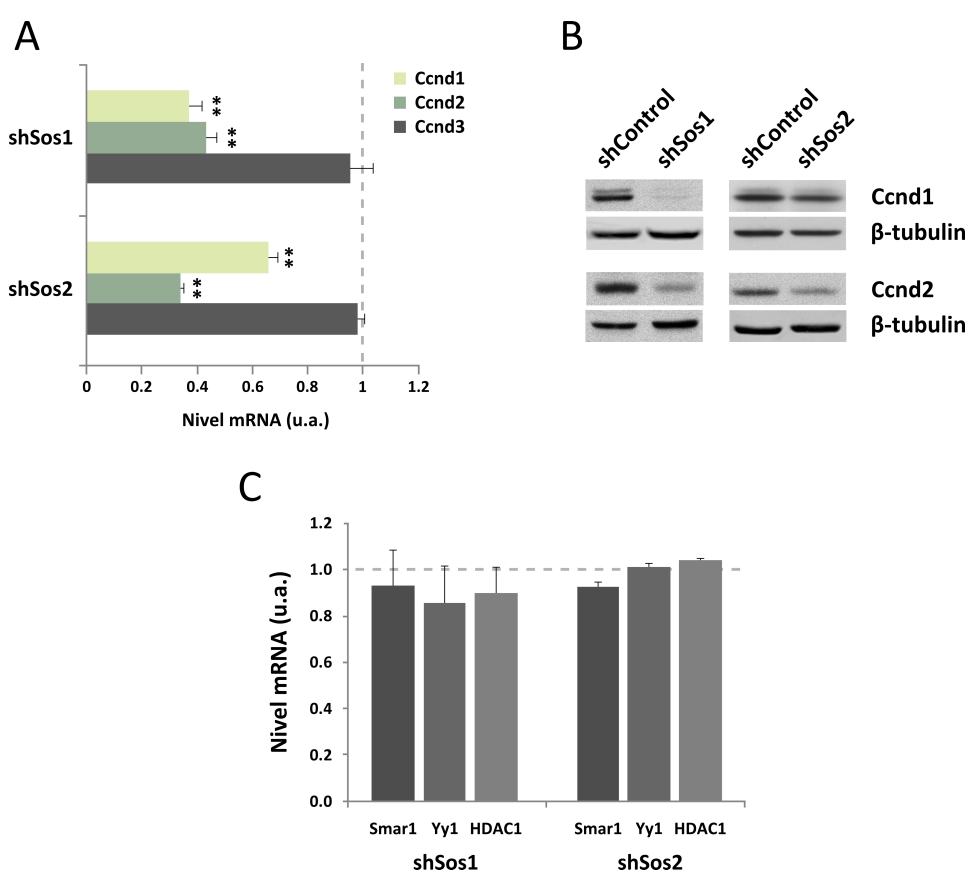 A
Ccnd1
Ccnd2
Ccnd3
shSos1
**
**
shSos2
**
**
0 0.2 0.4 0.6 0.8 1 1.2
Nivel mRNA (u.a.)
B
shControl shSos1 shControl shSos2
Ccnd1
β-tubulin
Ccnd2
β-tubulin
C
Nivel mRNA (u.a.)
1.2
1.0
0.8
0.6
0.4
0.2
0.0
Smar1 Yy1 HDAC1 Smar1 Yy1 HDAC1
shSos1 shSos2